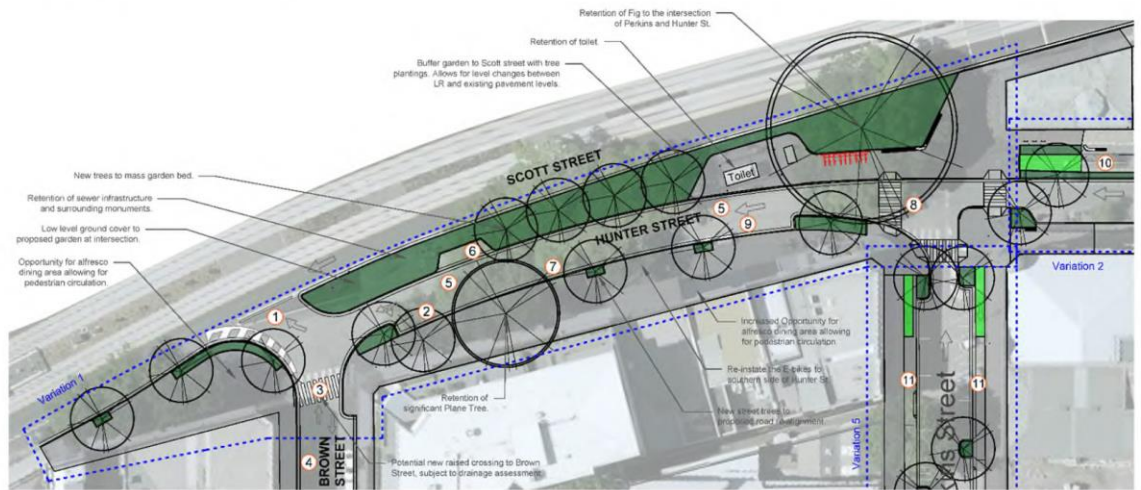 Retention of Fig to the intersection
of Perkins and Hunter St.
Retention of toilet
Buffer garden to Scott street with tree
plantings. Allows for level changes between
LR and existing pavement levels.
New trees to mass garden bed.
Retention of sewer infrastructure
and surrounding monuments.
Low level ground cover to
proposed garden at intersection.
Opportunity for alfresco
dining area allowing for
pedestrian circulation
SCOTT STREET
Toilet
HUNTER STREET
10
5
8
9
6
7
5
2
1
3
4
11
11
11
Variation 2
Variation 1
Variation 5
Increased Opportunity for
alfresco dining area allowing
for pedestrian circulation.
Re-instate the E-bikes to
southern side of Hunter St.
New street trees to
proposed road re-alignment.
Retention of
significant Plane Tree.
Potential new raised crossing to Brown
Street, subject to drainage assessment
BROWN
STREET
Street